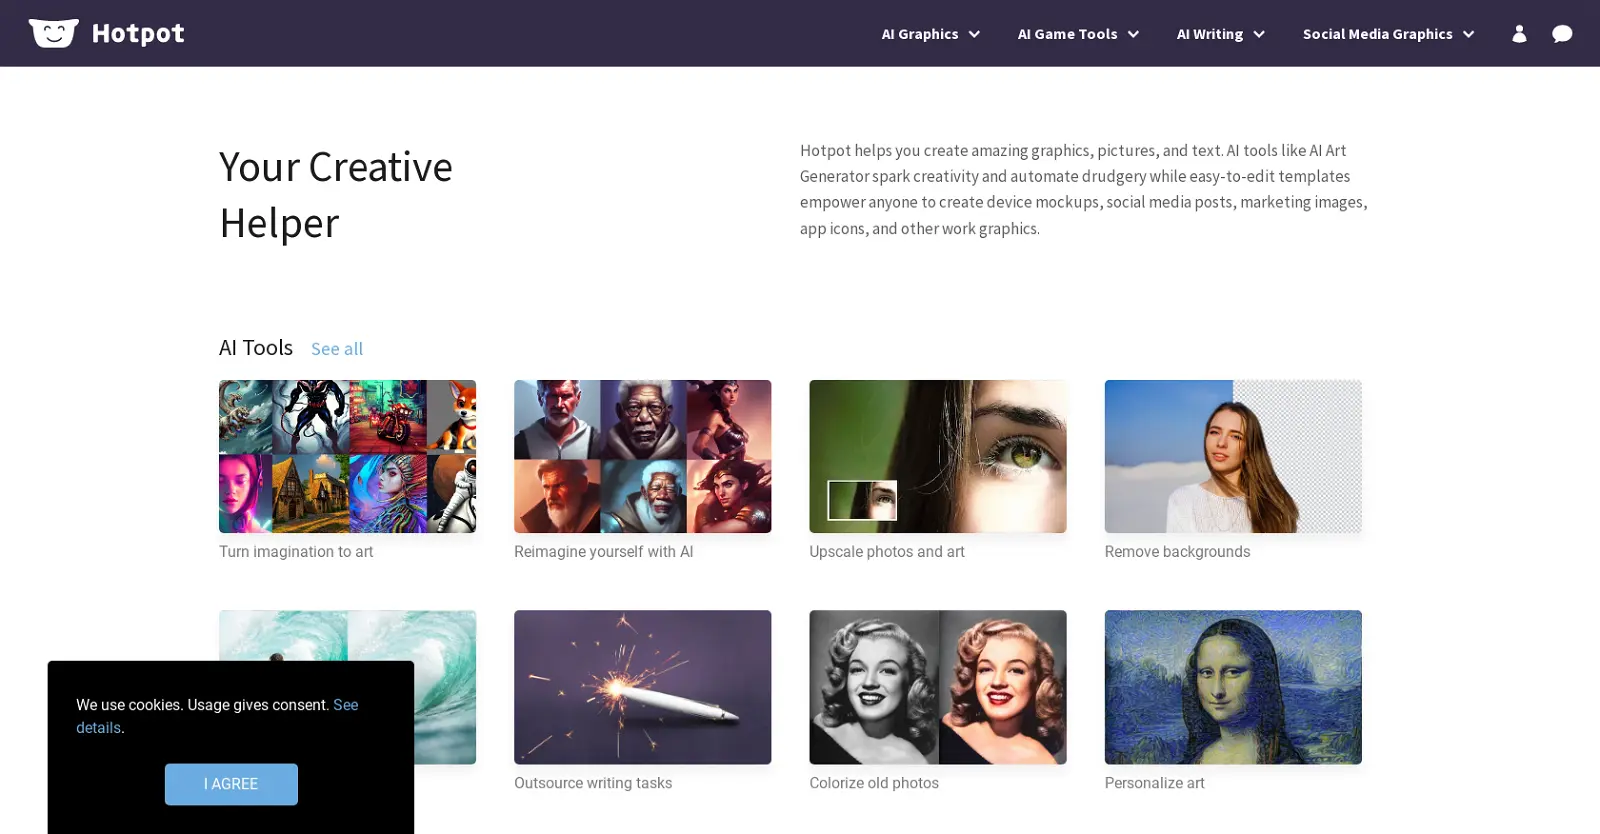 Hotpot
AI Graphics
AI Game Tools
AI Writing
Social Media Graphics
Your Creative
Helper
Hotpot helps you create amazing graphics, pictures, and text. AI tools like AI Art
Generator spark creativity and automate drudgery while easy-to-edit templates
empower anyone to create device mockups, social media posts, marketing images,
app icons, and other work graphics.
AI Tools See all
Turn imagination to art
Reimagine yourself with AI
Upscale photos and art
Remove backgrounds
We use cookies. Usage gives consent. See
details.
I AGREE
Outsource writing tasks
Colorize old photos
Personalize art